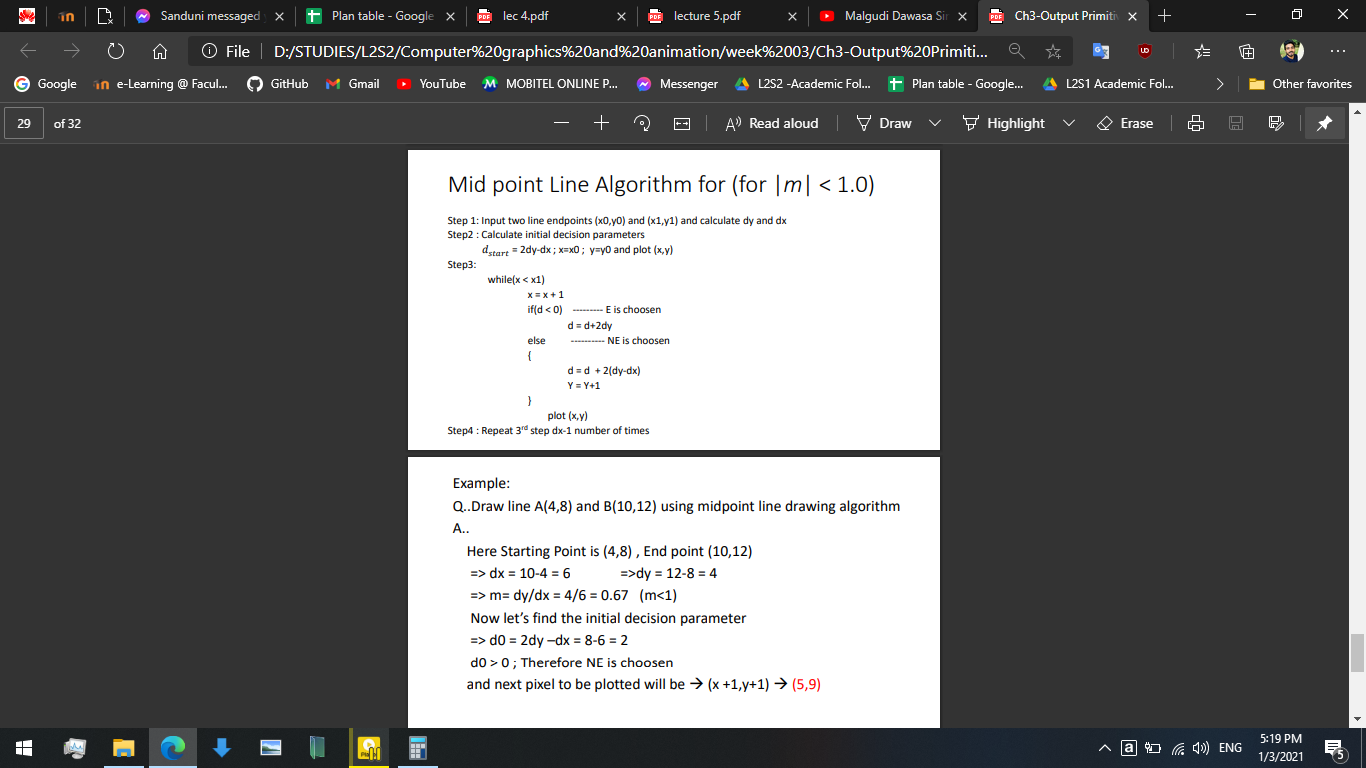 Sanduni messaged
Plan table - Google
lec 4.pdf
lecture 5.pdf
Malgudi Dawasa Sir
Ch3-Output Primitiv
File
D:/STUDIES/L2S2/Computer%20graphics%20and%20animation/week%2003/Ch3-Output%20Primiti...
Google
e-Learning @ Facul...
GitHub
Gmail
YouTube
MOBITEL ONLINE P...
Messenger
L2S2 -Academic Fol...
Plan table - Google...
L2S1 Academic Fol...
Other favorites
29 of 32
Read aloud
Draw
Highlight
Erase
Mid point Line Algorithm for (for |m| < 1.0)
Step 1: Input two line endpoints (x0,y0) and (x1,y1) and calculate dy and dx
Step2 : Calculate initial decision parameters
dstart = 2dy-dx ; x=x0 ; y=y0 and plot (x,y)
Step3:
while(x < x1)
x = x + 1
if(d < 0) --------- E is choosen
d = d+2dy
else ---------- NE is choosen
{
d = d + 2(dy-dx)
Y = Y+1
}
plot (x,y)
Step4 : Repeat 3rd step dx-1 number of times
Example:
Q..Draw line A(4,8) and B(10,12) using midpoint line drawing algorithm
A..
Here Starting Point is (4,8) , End point (10,12)
=> dx = 10-4 = 6 =>dy = 12-8 = 4
=> m= dy/dx = 4/6 = 0.67 (m<1)
Now let’s find the initial decision parameter
=> d0 = 2dy –dx = 8-6 = 2
d0 > 0 ; Therefore NE is choosen
and next pixel to be plotted will be → (x +1,y+1) → (5,9)
ENG
5:19 PM
1/3/2021
5